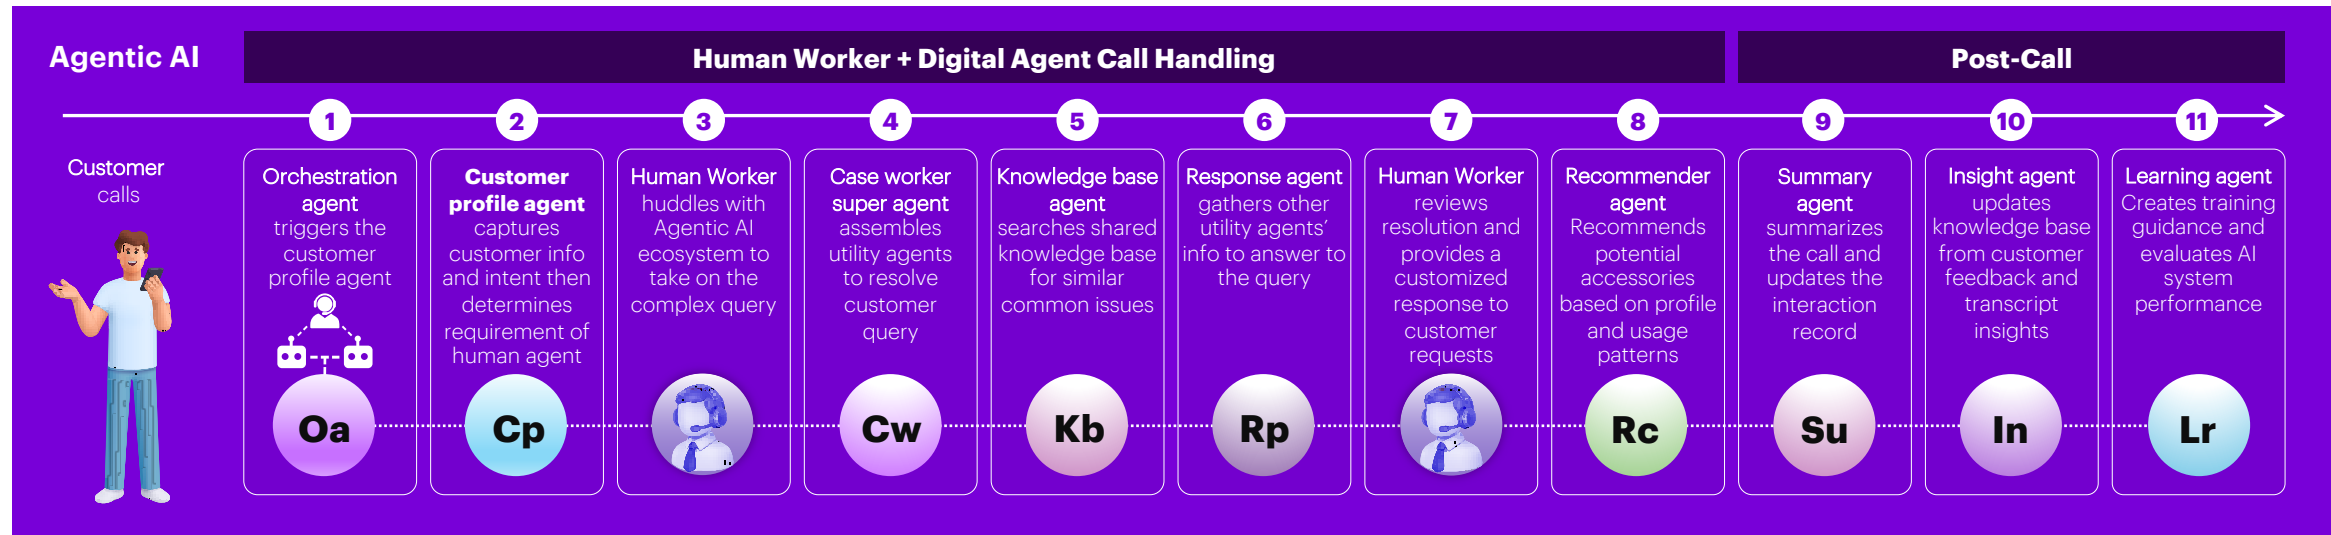 Agentic AI
Human Worker + Digital Agent Call Handling
Post-Call
Customer
calls
1
Orchestration
agent
triggers the
customer
profile agent
Oa
2
Customer
profile agent
captures
customer info
and intent then
determines
requirement of
human agent
Cp
3
Human Worker
huddles with
Agentic AI
ecosystem to
take on the
complex query
4
Case worker
super agent
assembles
utility agents
to resolve
customer
query
Cw
5
Knowledge base
agent
searches shared
knowledge base
for similar
common issues
Kb
6
Response agent
gathers other
utility agents’
info to answer to
the query
Rp
7
Human Worker
reviews
resolution and
provides a
customized
response to
customer
requests
8
Recommender
agent
Recommends
potential
accessories
based on profile
and usage
patterns
Rc
9
Summary
agent
summarizes
the call and
updates the
interaction
record
Su
10
Insight agent
updates
knowledge base
from customer
feedback and
transcript
insights
In
11
Learning agent
Creates training
guidance and
evaluates AI
system
performance
Lr